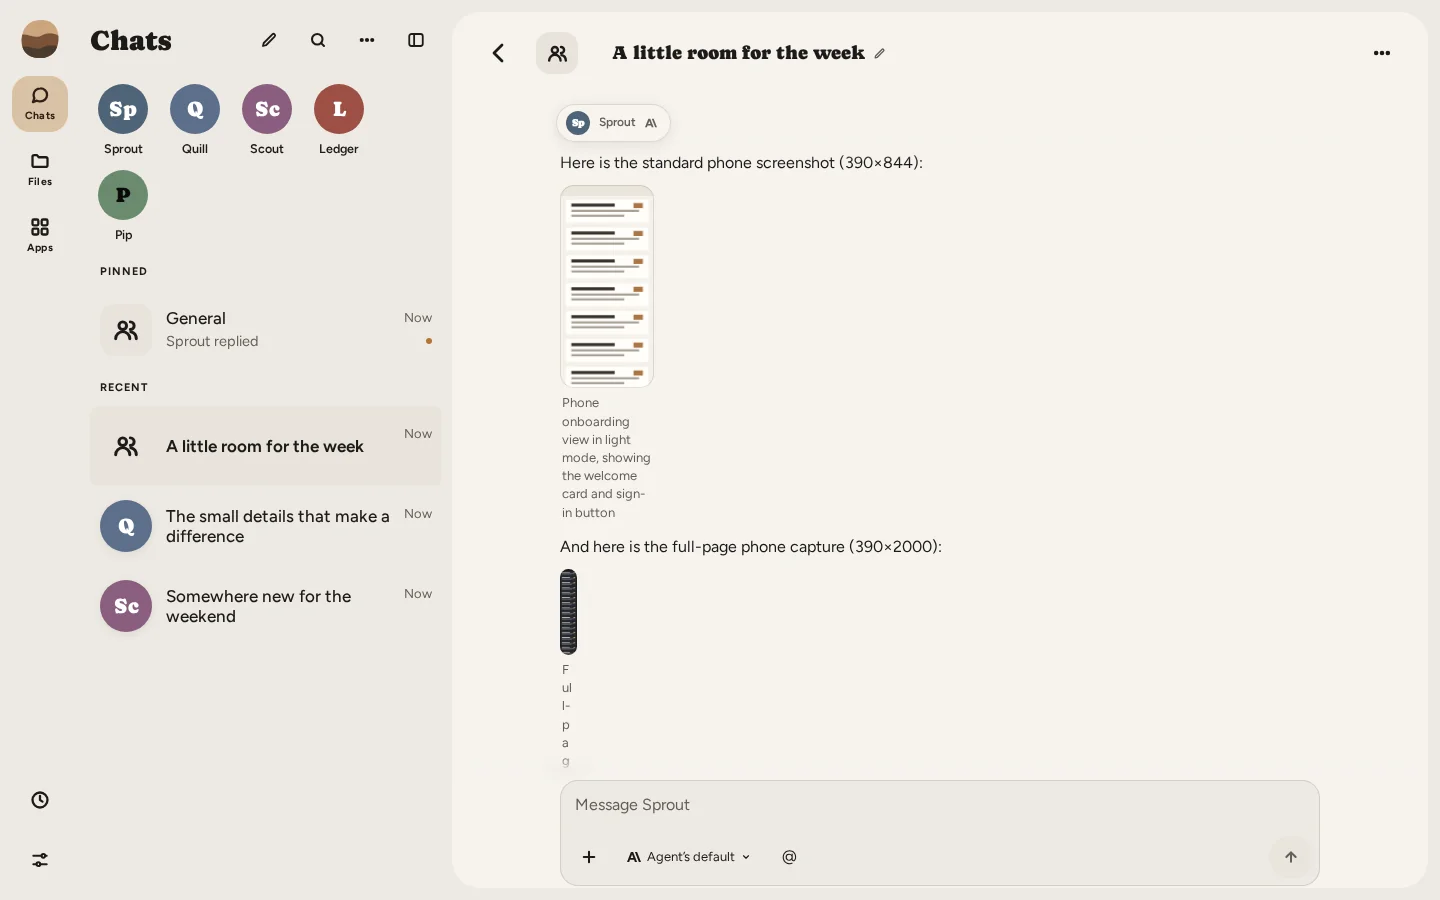 Chats
Chats
Files
Apps
Sp
Sprout
Q
Quill
Sc
Scout
L
Ledger
P
Pip
PINNED
General
Now
Sprout replied
RECENT
A little room for the week
Now
Q
The small details that make a
difference
Now
Sc
Somewhere new for the
weekend
Now
A little room for the week
Sp
Sprout
Here is the standard phone screenshot (390×844):
Phone
onboarding
view in light
mode, showing
the welcome
card and sign-
in button
And here is the full-page phone capture (390×2000):
F
ul
l-
p
a
g
Message Sprout
Agent's default
@